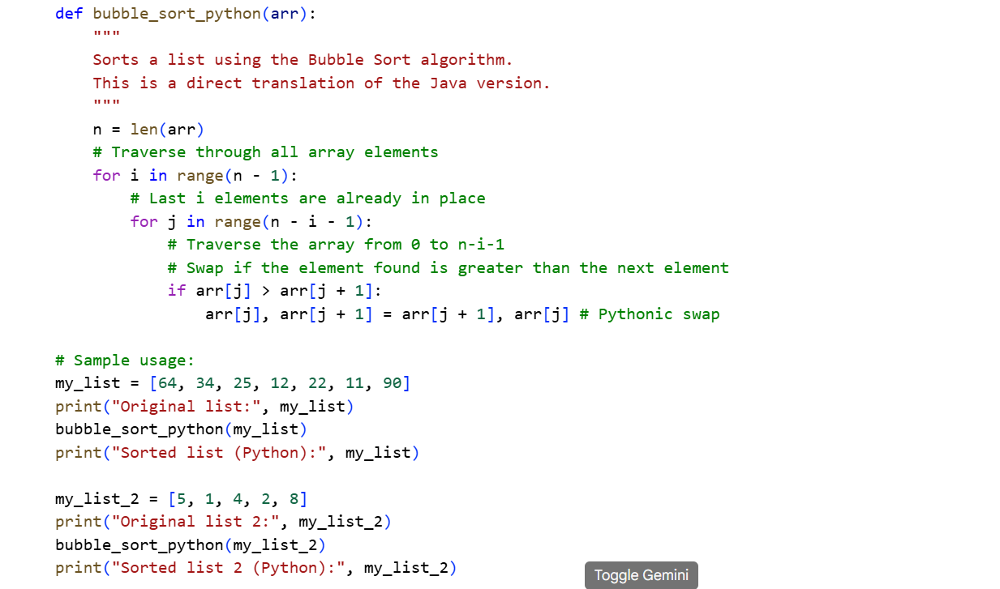 def bubble_sort_python(arr):
    """
    Sorts a list using the Bubble Sort algorithm.
    This is a direct translation of the Java version.
    """
    n = len(arr)
    # Traverse through all array elements
    for i in range(n - 1):
        # Last i elements are already in place
        for j in range(n - i - 1):
            # Traverse the array from 0 to n-i-1
            # Swap if the element found is greater than the next element
            if arr[j] > arr[j + 1]:
                arr[j], arr[j + 1] = arr[j + 1], arr[j] # Pythonic swap

# Sample usage:
my_list = [64, 34, 25, 12, 22, 11, 90]
print("Original list:", my_list)
bubble_sort_python(my_list)
print("Sorted list (Python):", my_list)

my_list_2 = [5, 1, 4, 2, 8]
print("Original list 2:", my_list_2)
bubble_sort_python(my_list_2)
print("Sorted list 2 (Python):", my_list_2)
Toggle Gemini